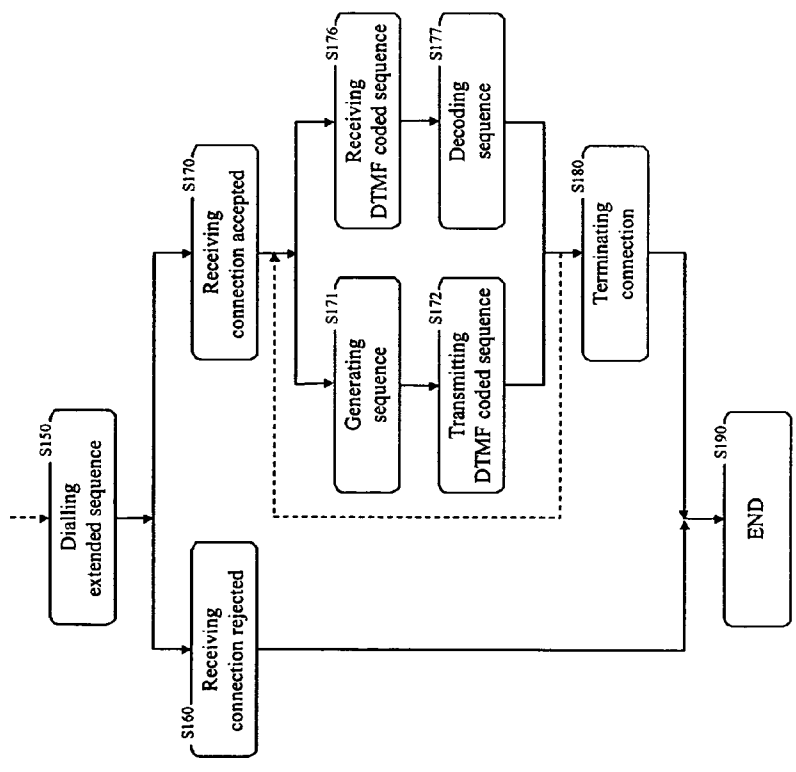 S150
Dialling
extended sequence
S160
Receiving
connection rejected
S170
Receiving
connection accepted
S171
Generating
sequence
S172
Transmitting
DTMF coded sequence
S176
Receiving
DTMF coded sequence
S177
Decoding
sequence
S180
Terminating
connection
S190
END